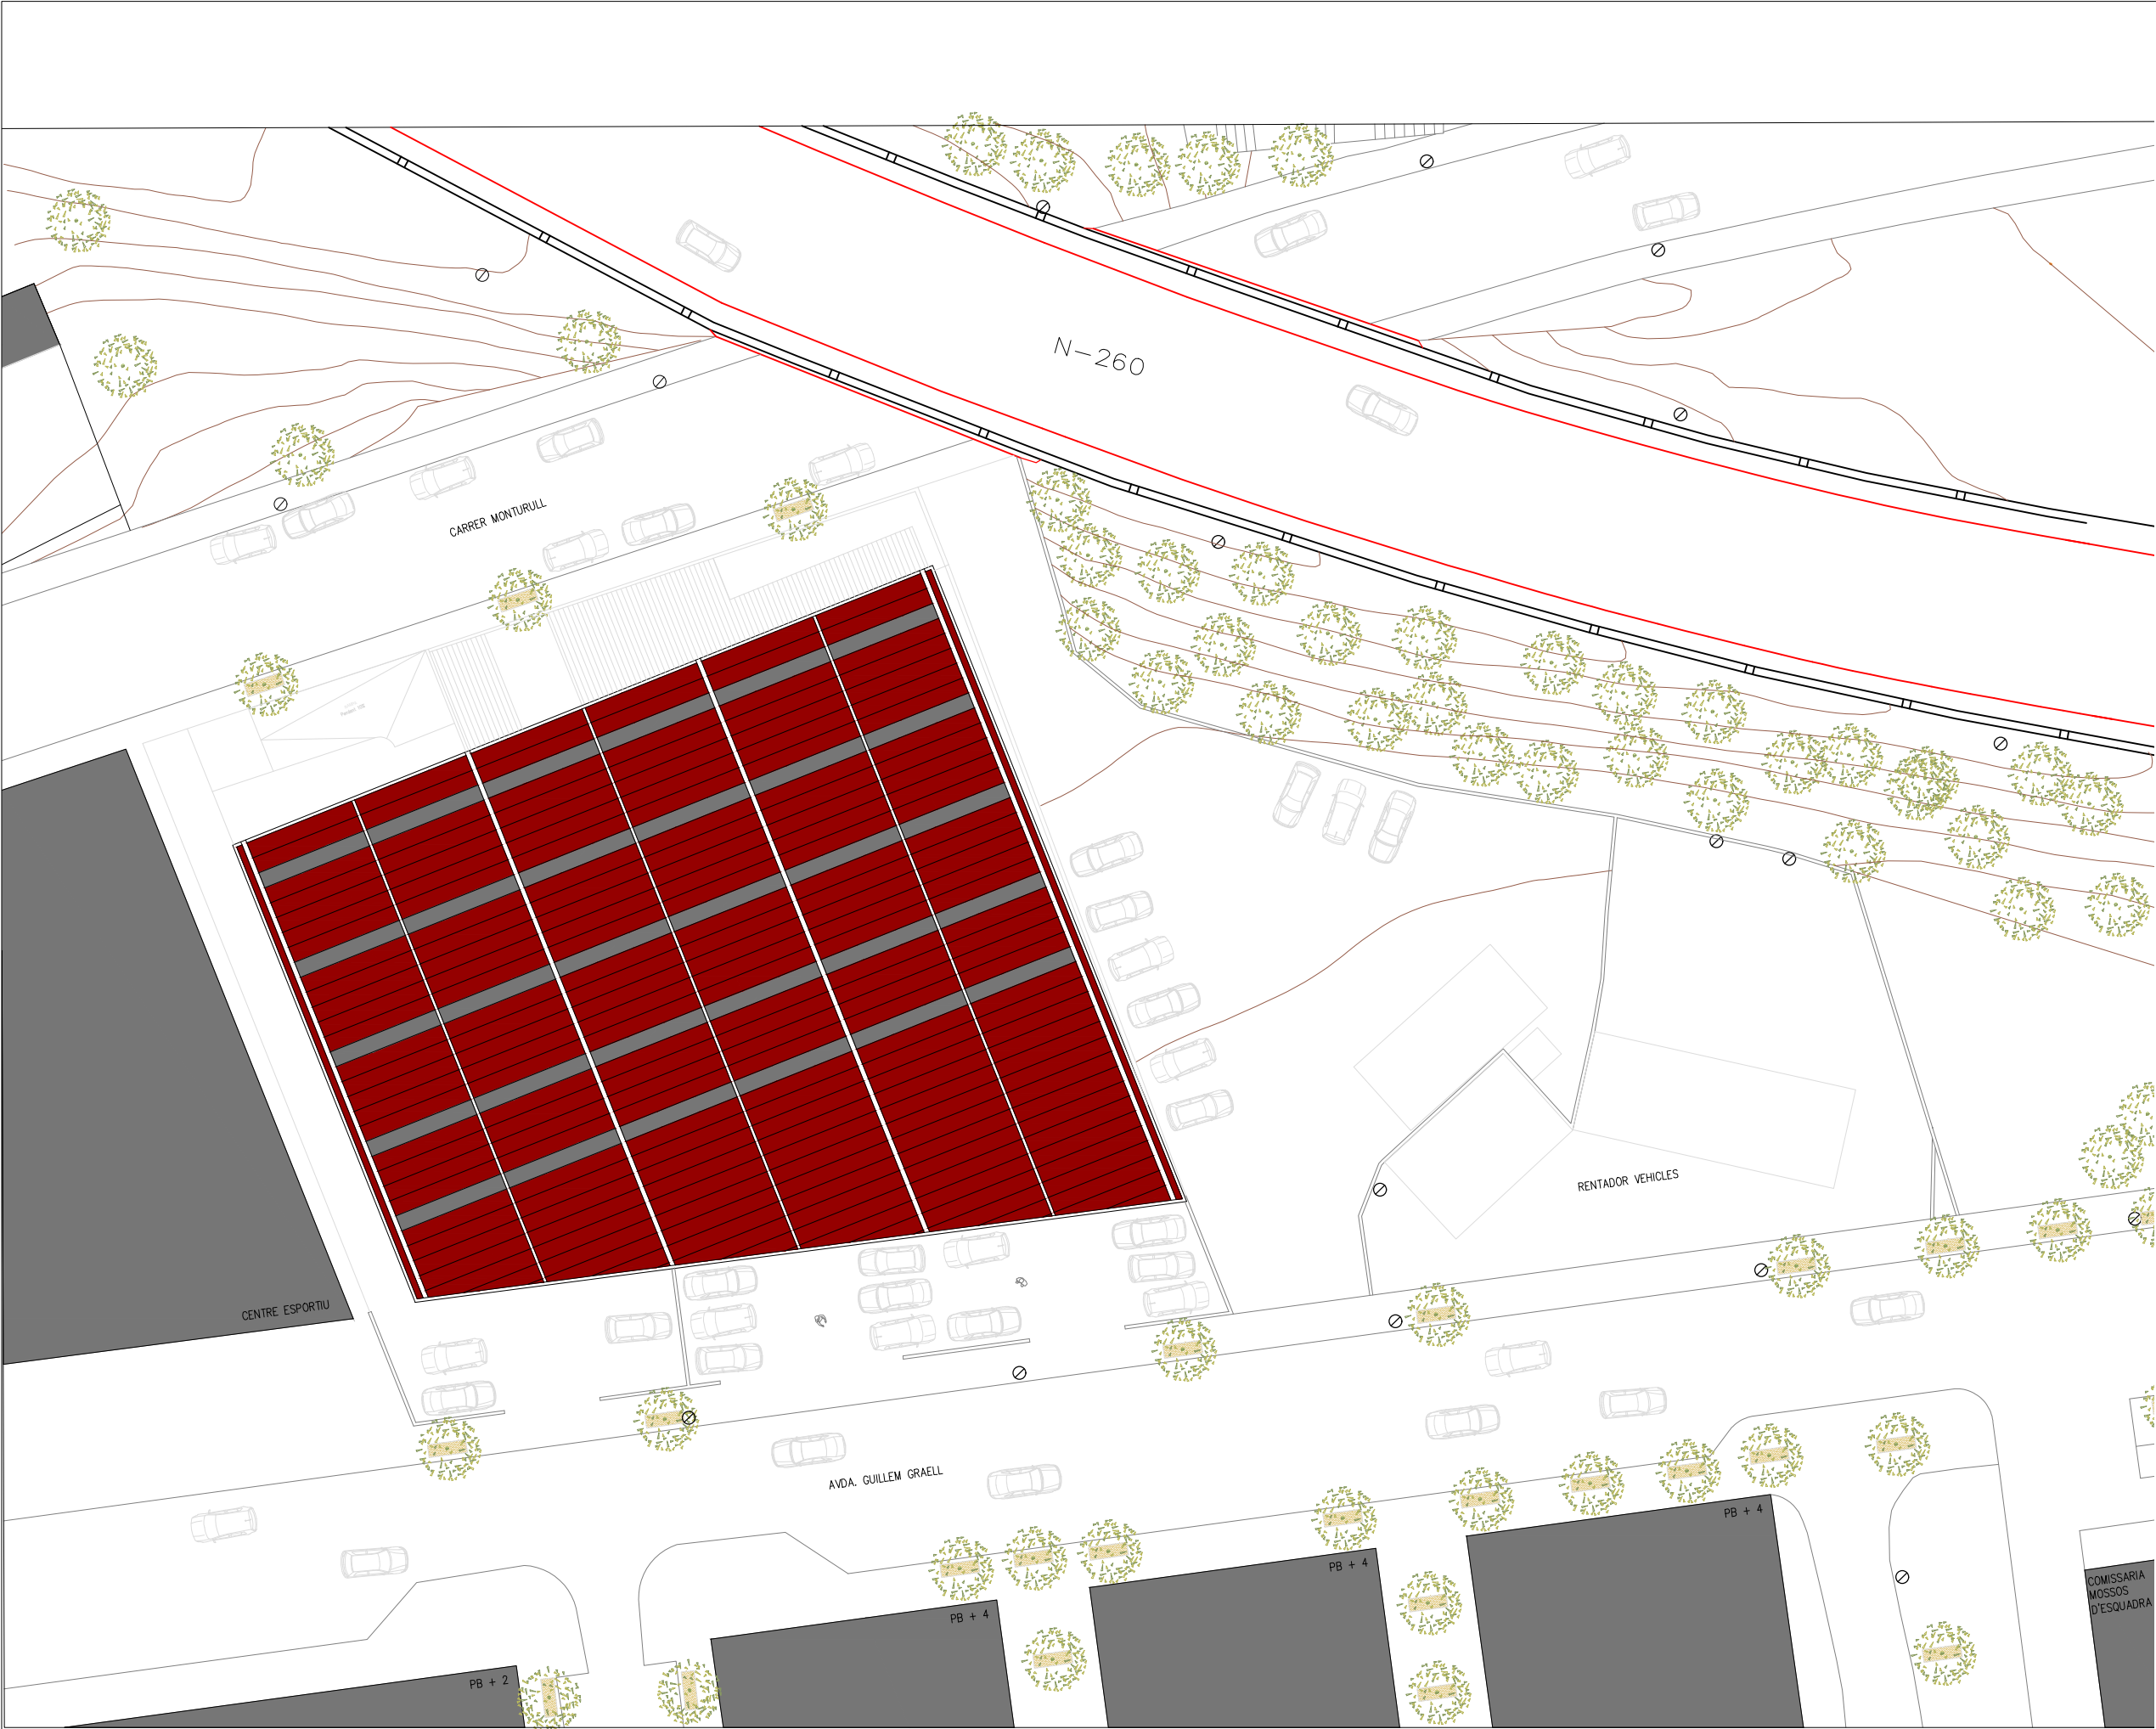 N-260
CARRER MONTURULL
RENTADOR VEHICLES
CENTRE ESPORTIU
AVDA. GUILLEM GRAELL
PB + 4
PB + 4
PB + 4
PB + 2
COMISSARIA
MOSSOS
D'ESQUADRA